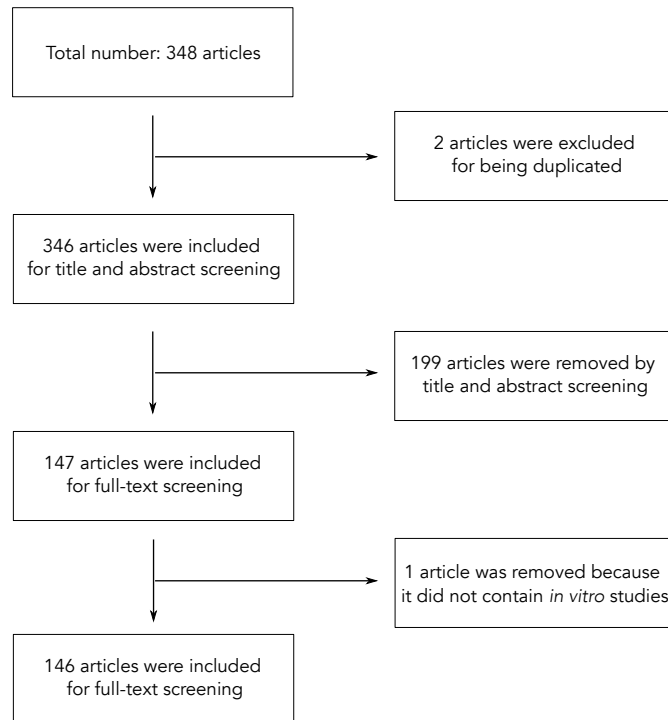 Total number: 348 articles
2 articles were excluded
for being duplicated
346 articles were included
for title and abstract screening
199 articles were removed by
title and abstract screening
147 articles were included
for full-text screening
1 article was removed because
it did not contain in vitro studies
146 articles were included
for full-text screening